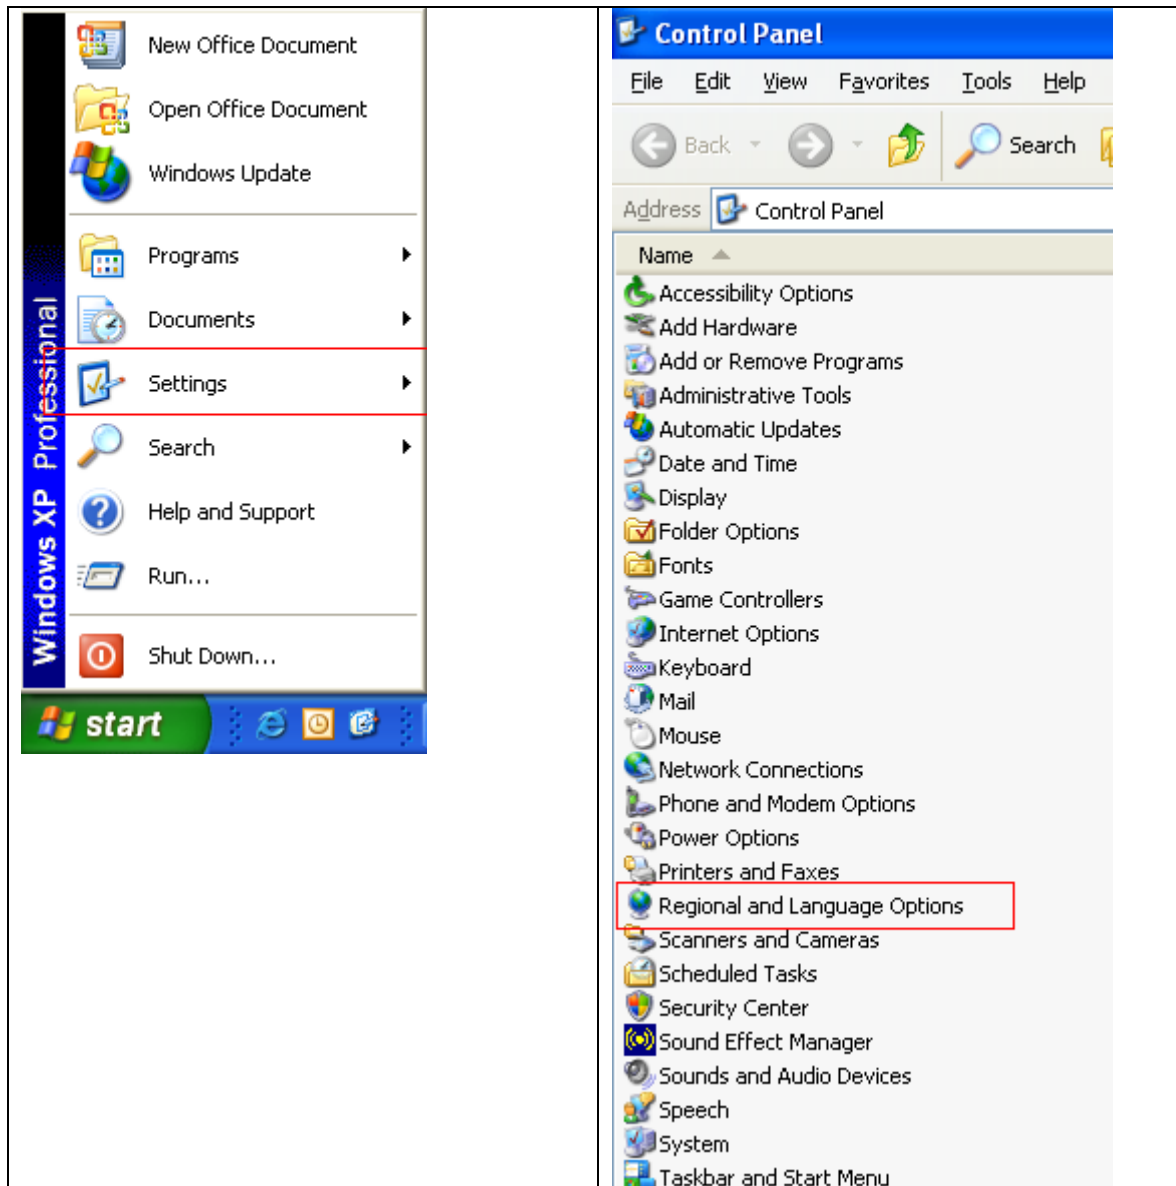 New Office Document
Open Office Document
Windows Update
Programs
Documents
Settings
Search
Help and Support
Run...
Shut Down...
Windows XP Professional
start
Control Panel
File Edit View Favorites Tools Help
Back Search
Address Control Panel
Name
Accessibility Options
Add Hardware
Add or Remove Programs
Administrative Tools
Automatic Updates
Date and Time
Display
Folder Options
Fonts
Game Controllers
Internet Options
Keyboard
Mail
Mouse
Network Connections
Phone and Modem Options
Power Options
Printers and Faxes
Regional and Language Options
Scanners and Cameras
Scheduled Tasks
Security Center
Sound Effect Manager
Sounds and Audio Devices
Speech
System
Taskbar and Start Menu